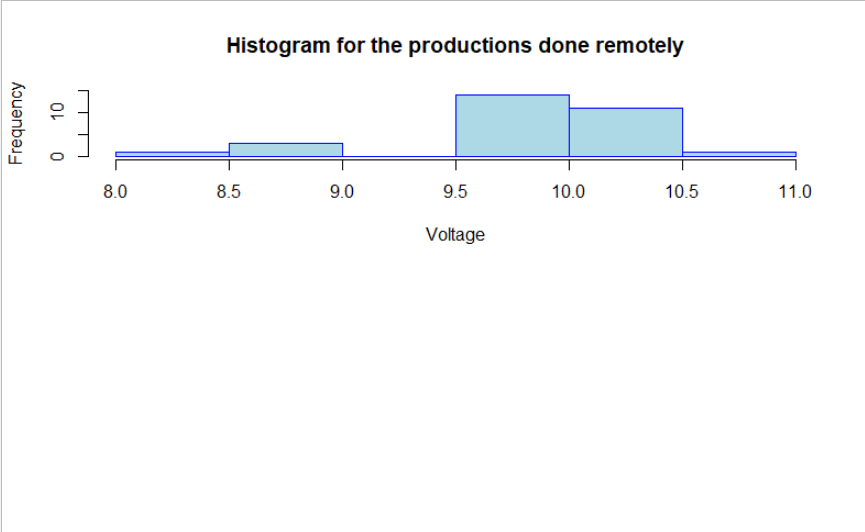 Histogram for the productions done remotely
Frequency
10
0
8.0 8.5 9.0 9.5 10.0 10.5 11.0
Voltage